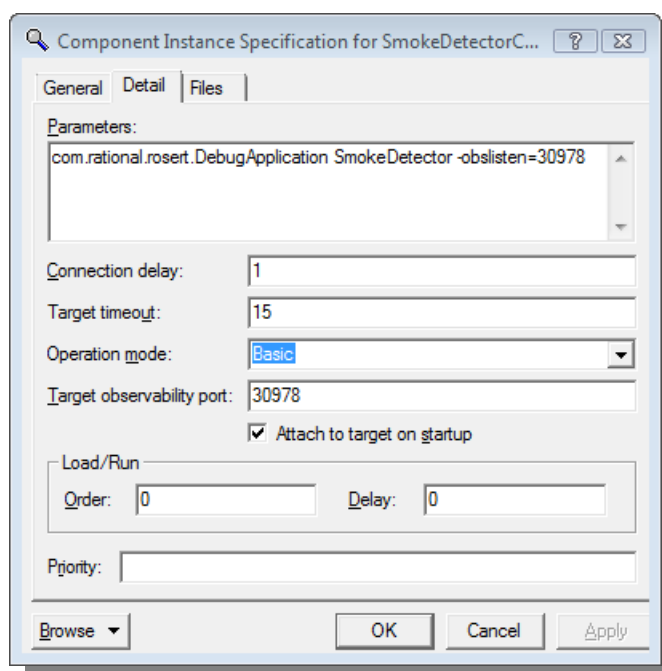 Component Instance Specification for SmokeDetectorC...
General Detail Files
Parameters:
com.rational.rosert.DebugApplication SmokeDetector -obslisten=30978
Connection delay: 1
Target timeout: 15
Operation mode: Basic
Target observability port: 30978
Attach to target on startup
Load/Run
Order: 0 Delay: 0
Priority:
Browse OK Cancel Apply